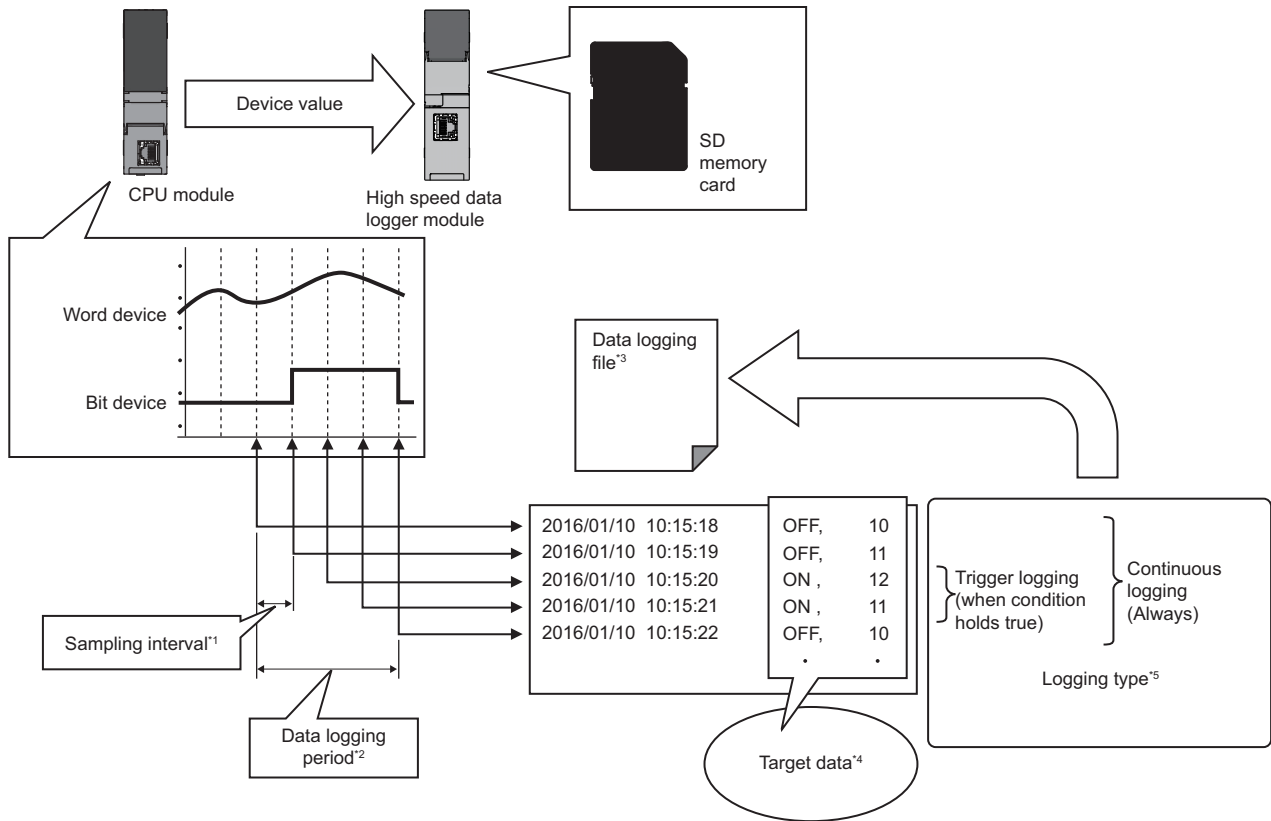 Device value
SD
memory
card
CPU module
High speed data
logger module
Word device
Bit device
Data logging
file*3
2016/01/10 10:15:18 OFF, 10
2016/01/10 10:15:19 OFF, 11
2016/01/10 10:15:20 ON , 12
2016/01/10 10:15:21 ON , 11
2016/01/10 10:15:22 OFF, 10
Trigger logging
(when condition
holds true)
Continuous
logging
(Always)
Logging type*5
Sampling interval*1
Data logging
period*2
Target data*4